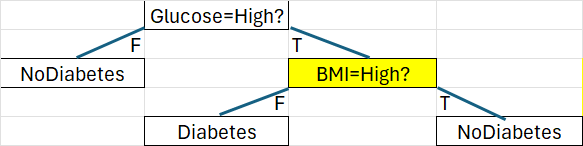 Glucose=High?
F T
NoDiabetes BMI=High?
F T
Diabetes NoDiabetes